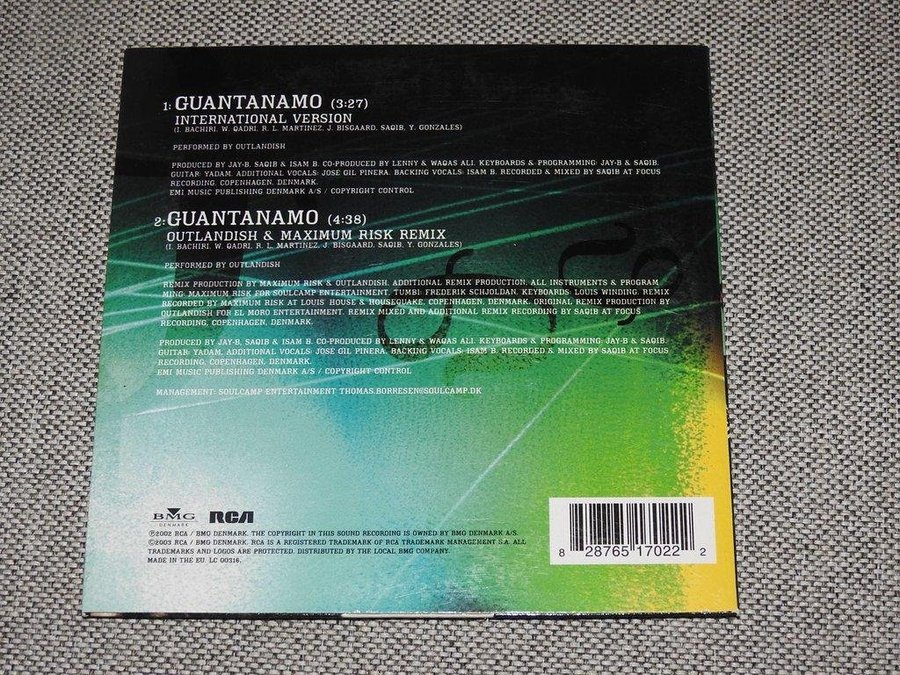 1: GUANTANAMO (3:27)
INTERNATIONAL VERSION
(I. BACHIRI, W. QADRI, R. L. MARTINEZ, J. BISGAARD, SAQIB, Y. GONZALES)
PERFORMED BY OUTLANDISH
PRODUCED BY JAY-B, SAQIB & ISAM B. CO-PRODUCED BY LENNY & WAQAS ALI. KEYBOARDS & PROGRAMMING: JAY-B & SAQIB.
GUITAR: YADAM. ADDITIONAL VOCALS: JOSE GIL PINERA. BACKING VOCALS: ISAM B. RECORDED & MIXED BY SAQIB AT FOCUS
RECORDING, COPENHAGEN, DENMARK.
EMI MUSIC PUBLISHING DENMARK A/S / COPYRIGHT CONTROL
2: GUANTANAMO (4:38)
OUTLANDISH & MAXIMUM RISK REMIX
(I. BACHIRI, W. QADRI, R. L. MARTINEZ, J. BISGAARD, SAQIB, Y. GONZALES)
PERFORMED BY OUTLANDISH
REMIX PRODUCTION BY MAXIMUM RISK & OUTLANDISH. ADDITIONAL REMIX PRODUCTION, ALL INSTRUMENTS & PROGRAM
MING: MAXIMUM RISK FOR SOULCAMP ENTERTAINMENT. TUMBI: FREDERIK SCHJOLDAN. KEYBOARDS: LOUIS WINDING. REMIX
RECORDED BY MAXIMUM RISK AT LOUIS' HOUSE & HOUSEQUAKE, COPENHAGEN, DENMARK. ORIGINAL REMIX PRODUCTION BY
OUTLANDISH FOR EL MORO ENTERTAINMENT. REMIX MIXED AND ADDITIONAL REMIX RECORDING BY SAQIB AT FOCUS
RECORDING, COPENHAGEN, DENMARK.
PRODUCED BY JAY-B, SAQIB & ISAM B. CO-PRODUCED BY LENNY & WAQAS ALI. KEYBOARDS & PROGRAMMING: JAY-B & SAQIB.
GUITAR: YADAM. ADDITIONAL VOCALS: JOSE GIL PINERA. BACKING VOCALS: ISAM B. RECORDED & MIXED BY SAQIB AT FOCUS
RECORDING, COPENHAGEN, DENMARK.
EMI MUSIC PUBLISHING DENMARK A/S / COPYRIGHT CONTROL
MANAGEMENT: SOULCAMP ENTERTAINMENT THOMAS.BORRESEN@SOULCAMP.DK
BMG DENMARK RCA
℗2002 RCA / BMG DENMARK. THE COPYRIGHT IN THIS SOUND RECORDING IS OWNED BY BMG DENMARK A/S.
©2003 RCA / BMG DENMARK. RCA IS A REGISTERED TRADEMARK OF RCA TRADEMARK MANAGEMENT S.A. ALL
TRADEMARKS AND LOGOS ARE PROTECTED. DISTRIBUTED BY THE LOCAL BMG COMPANY.
MADE IN THE EU. LC 00316.
8 28765 17022 2